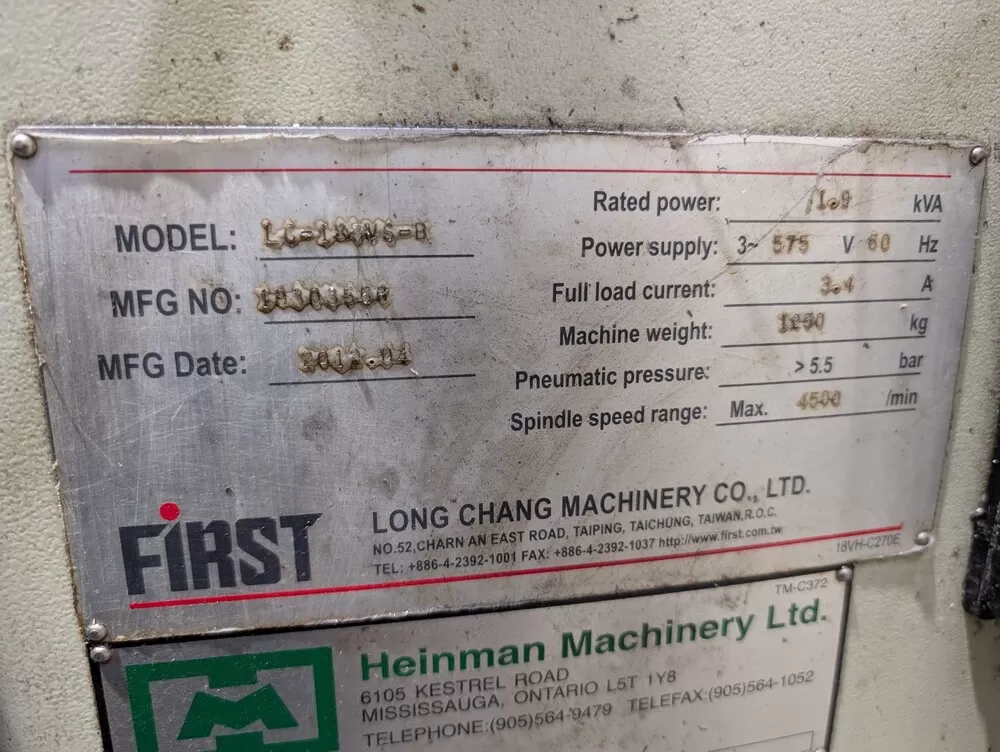 MODEL:
MFG NO:
MFG Date: 2012.04
Rated power: 1.9 kVA
Power supply: 3~ 575 V 60 Hz
Full load current: 3.4 A
Machine weight: kg
Pneumatic pressure: >5.5 bar
Spindle speed range: Max. 4500 /min
FiRST
LONG CHANG MACHINERY CO., LTD.
NO.52,CHARN AN EAST ROAD, TAIPING, TAICHUNG, TAIWAN,R.O.C.
TEL: +886-4-2392-1001 FAX: +886-4-2392-1037 http://www.first.com.tw
18VH-C270E
TM-C372
Heinman Machinery Ltd.
6105 KESTREL ROAD
MISSISSAUGA, ONTARIO L5T 1Y8
TELEPHONE:(905)564-9479 TELEFAX:(905)564-1052